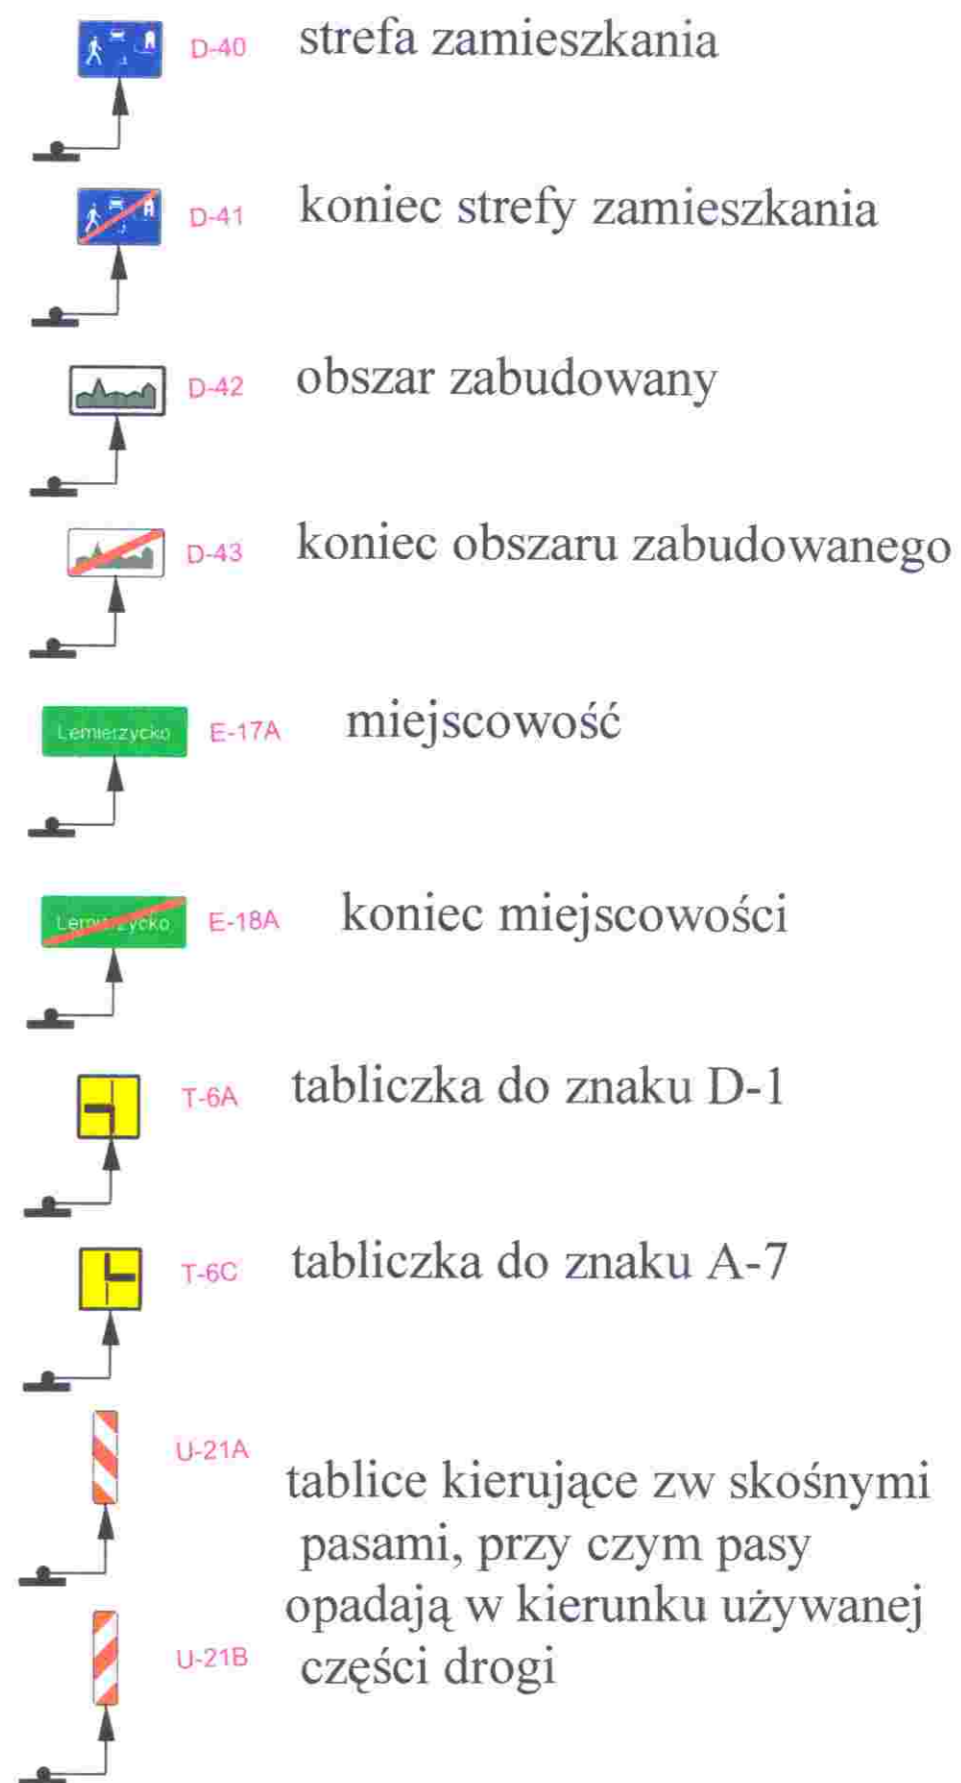 D-40 strefa zamieszkania
D-41 koniec strefy zamieszkania
D-42 obszar zabudowany
D-43 koniec obszaru zabudowanego
Lemierzycko E-17A miejscowość
Lemierzycko E-18A koniec miejscowości
T-6A tabliczka do znaku D-1
T-6C tabliczka do znaku A-7
U-21A
tablice kierujące zw skośnymi
pasami, przy czym pasy
opadają w kierunku używanej
U-21B części drogi